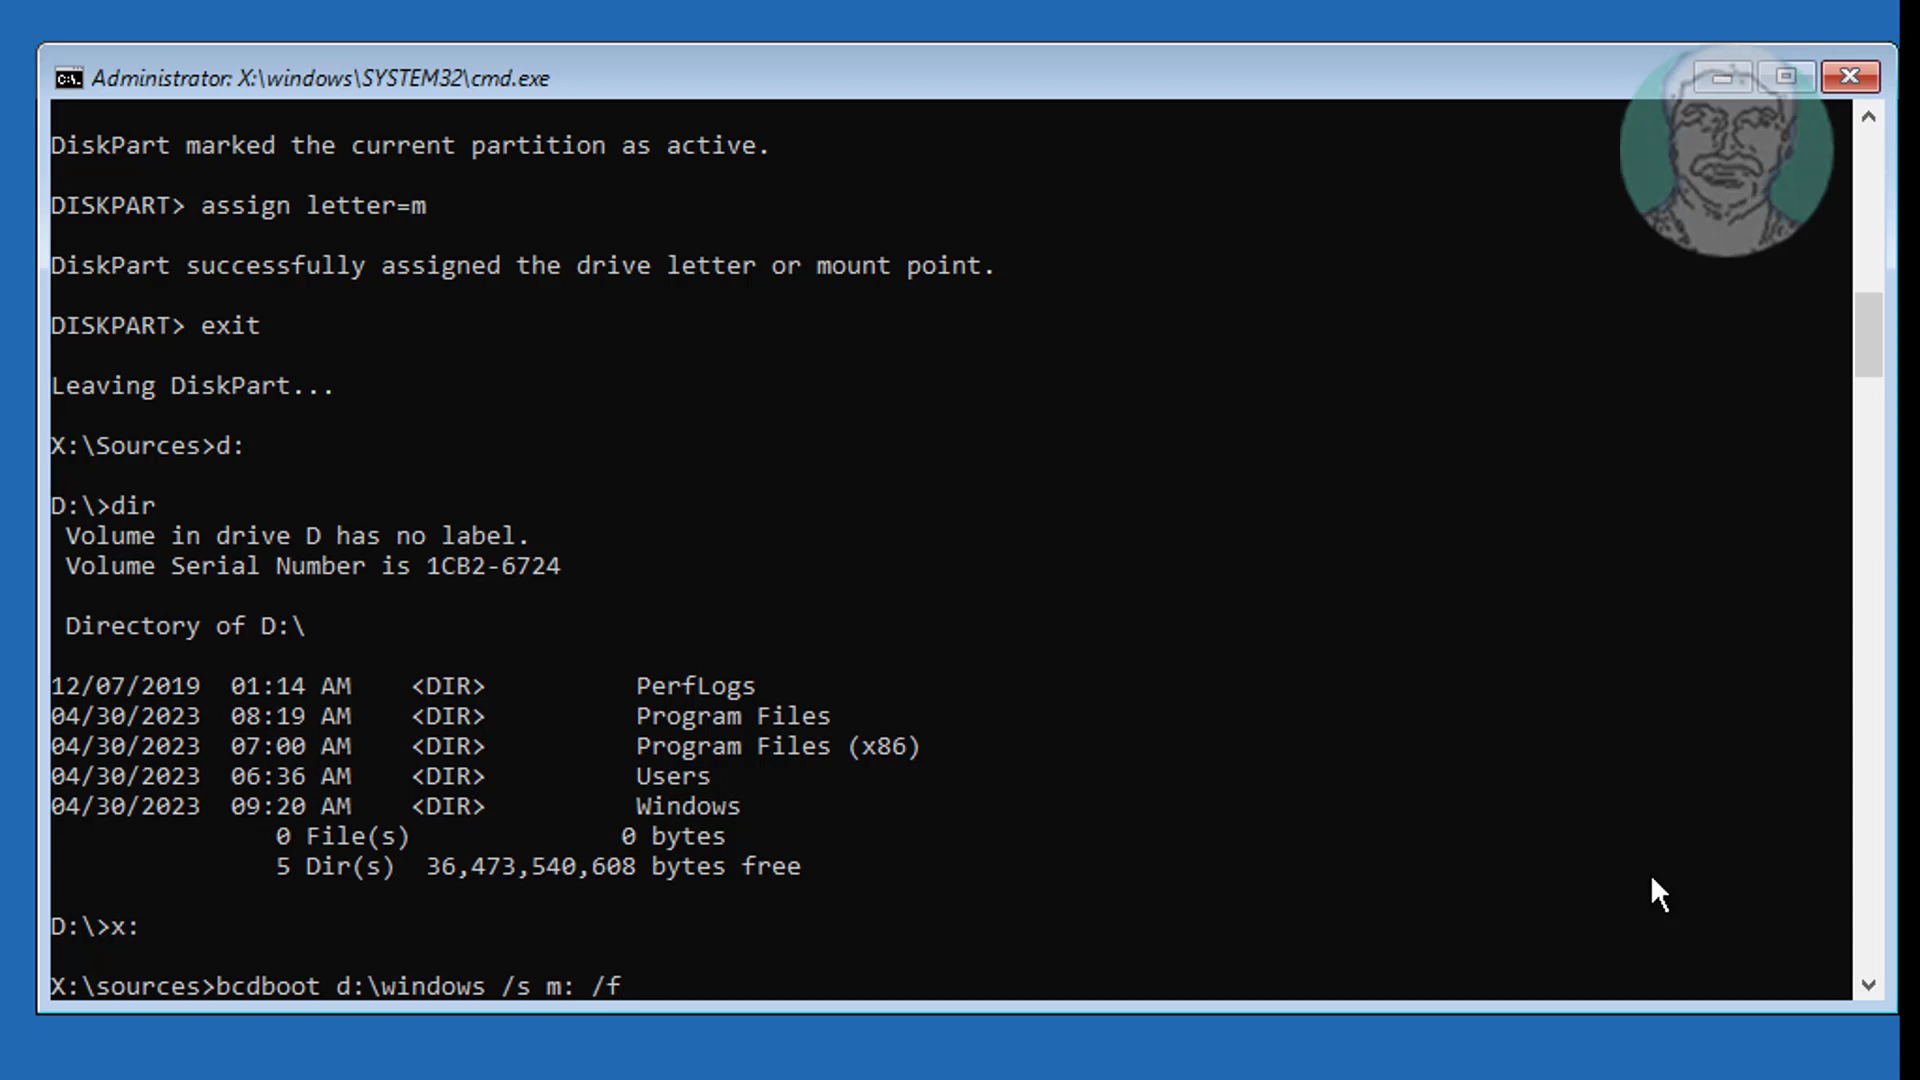 Administrator: X:\windows\SYSTEM32\cmd.exe
DiskPart marked the current partition as active.
DISKPART> assign letter=m
DiskPart successfully assigned the drive letter or mount point.
DISKPART> exit
Leaving DiskPart...
X:\Sources>d:
D:\>dir
Volume in drive D has no label.
Volume Serial Number is 1CB2-6724
Directory of D:\
12/07/2019  01:14 AM    <DIR>          PerfLogs
04/30/2023  08:19 AM    <DIR>          Program Files
04/30/2023  07:00 AM    <DIR>          Program Files (x86)
04/30/2023  06:36 AM    <DIR>          Users
04/30/2023  09:20 AM    <DIR>          Windows
0 File(s)              0 bytes
5 Dir(s)  36,473,540,608 bytes free
D:\>x:
X:\sources>bcdboot d:\windows /s m: /f